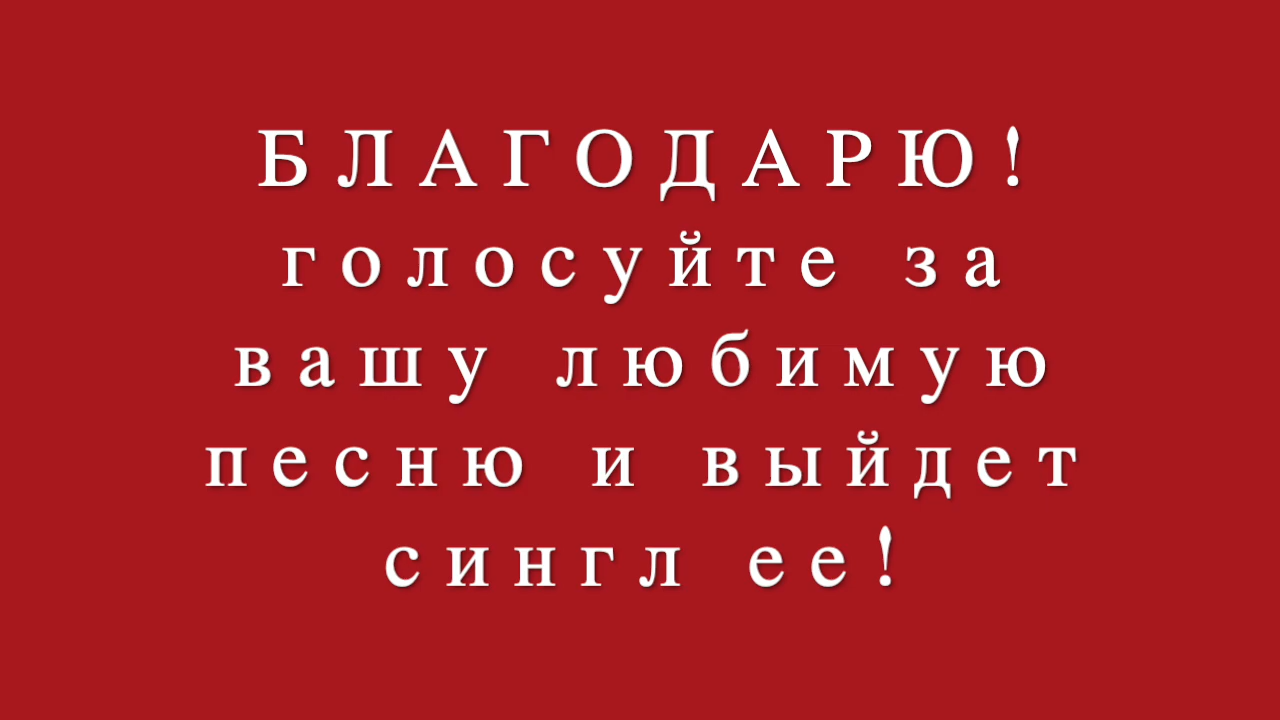 БЛАГОДАРЮ!
голосуйте за
вашу любимую
песню и выйдет
сингл ее!